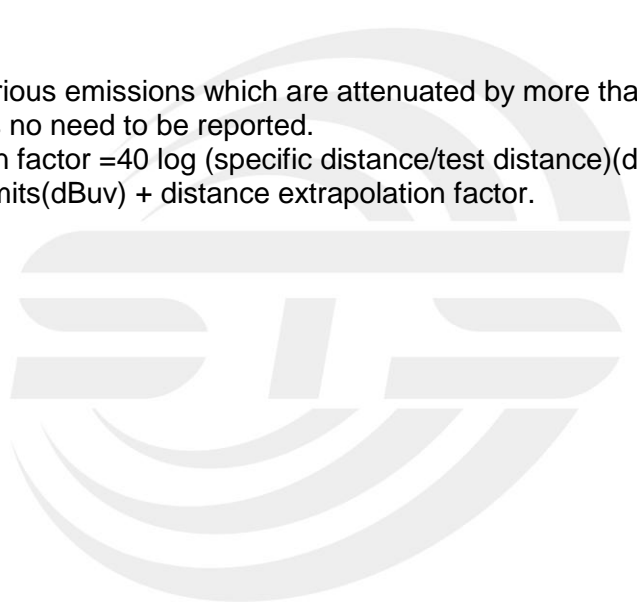 rious emissions which are attenuated by more tha
no need to be reported.
n factor =40 log (specific distance/test distance)(d
mits(dBuv) + distance extrapolation factor.
STS